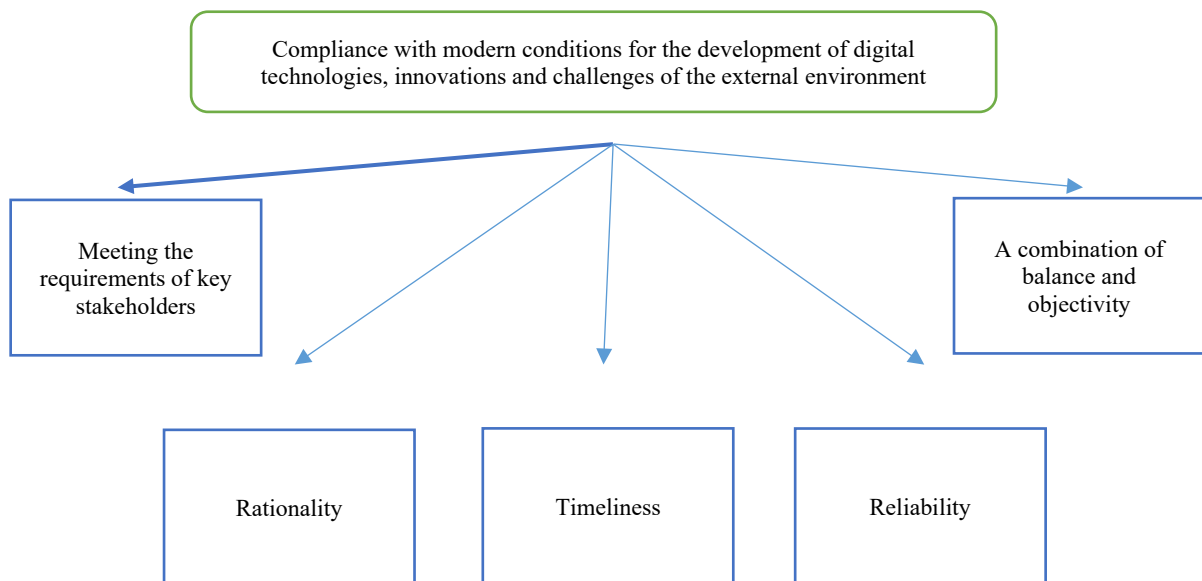 Compliance with modern conditions for the development of digital
technologies, innovations and challenges of the external environment
Meeting the
requirements of key
stakeholders
A combination of
balance and
objectivity
Rationality
Timeliness
Reliability